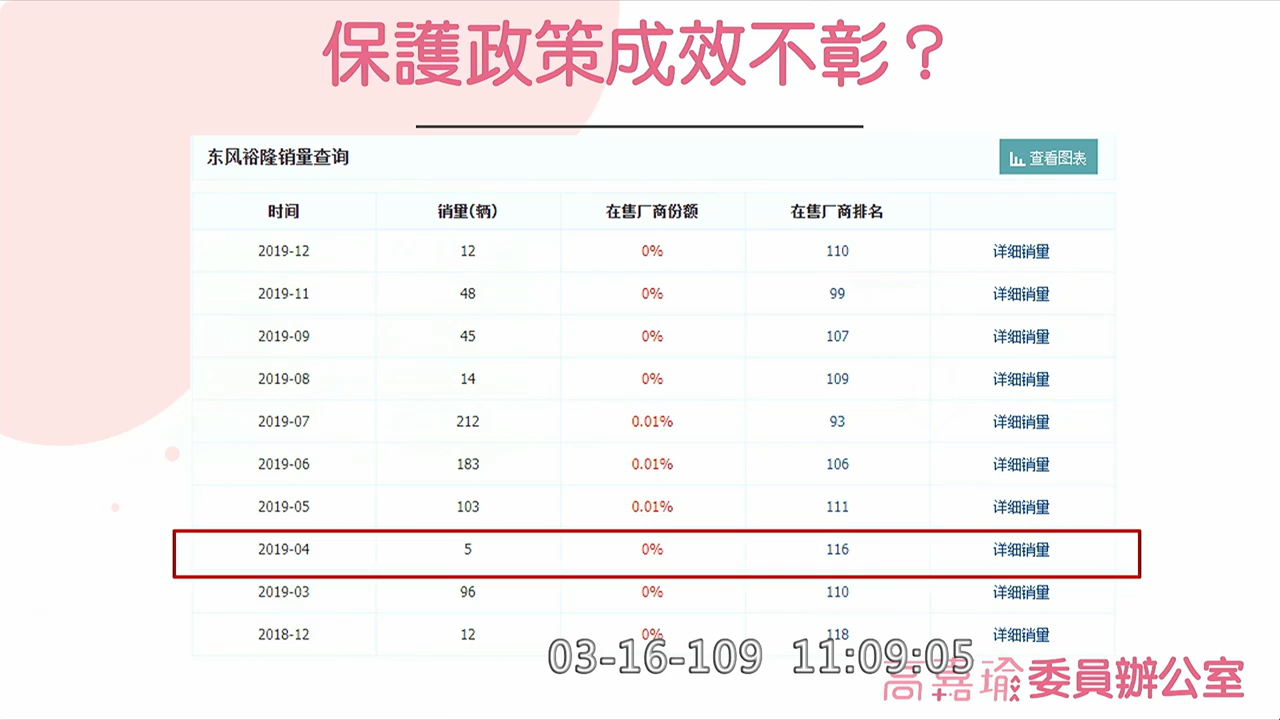 保護政策成效不彰？
东风裕隆销量查询 查看图表
时间 销量(辆) 在售厂商份额 在售厂商排名
2019-12 12 0% 110 详细销量
2019-11 48 0% 99 详细销量
2019-09 45 0% 107 详细销量
2019-08 14 0% 109 详细销量
2019-07 212 0.01% 93 详细销量
2019-06 183 0.01% 106 详细销量
2019-05 103 0.01% 111 详细销量
2019-04 5 0% 116 详细销量
2019-03 96 0% 110 详细销量
2018-12 12 0% 118 详细销量
03-16-109 11:09:05
高嘉瑜委員辦公室